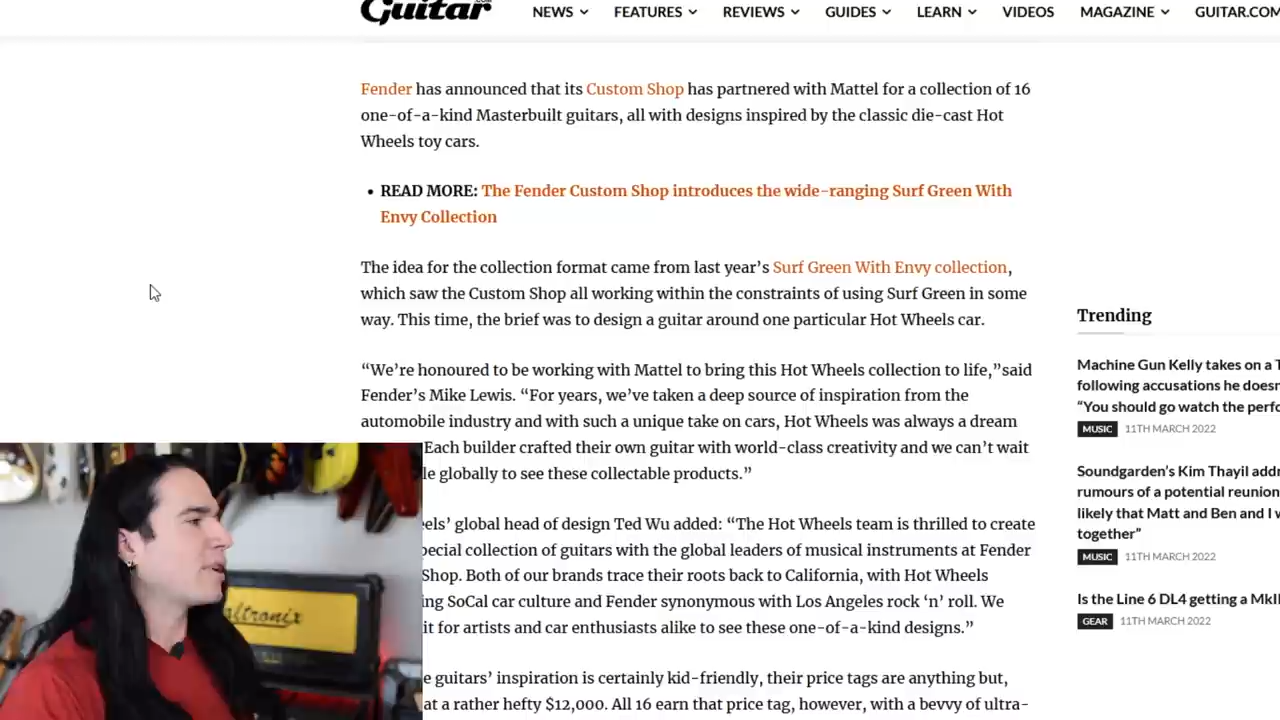 Guitar .COM
NEWS FEATURES REVIEWS GUIDES LEARN VIDEOS MAGAZINE GUITAR.COM
Fender has announced that its Custom Shop has partnered with Mattel for a collection of 16
one-of-a-kind Masterbuilt guitars, all with designs inspired by the classic die-cast Hot
Wheels toy cars.
• READ MORE: The Fender Custom Shop introduces the wide-ranging Surf Green With
Envy Collection
The idea for the collection format came from last year’s Surf Green With Envy collection,
which saw the Custom Shop all working within the constraints of using Surf Green in some
way. This time, the brief was to design a guitar around one particular Hot Wheels car.
“We’re honoured to be working with Mattel to bring this Hot Wheels collection to life,”said
Fender’s Mike Lewis. “For years, we’ve taken a deep source of inspiration from the
automobile industry and with such a unique take on cars, Hot Wheels was always a dream
Each builder crafted their own guitar with world-class creativity and we can’t wait
le globally to see these collectable products.”
eels’ global head of design Ted Wu added: “The Hot Wheels team is thrilled to create
pecial collection of guitars with the global leaders of musical instruments at Fender
Shop. Both of our brands trace their roots back to California, with Hot Wheels
ing SoCal car culture and Fender synonymous with Los Angeles rock ‘n’ roll. We
it for artists and car enthusiasts alike to see these one-of-a-kind designs.”
e guitars’ inspiration is certainly kid-friendly, their price tags are anything but,
at a rather hefty $12,000. All 16 earn that price tag, however, with a bevvy of ultra-
Trending
Machine Gun Kelly takes on a
following accusations he doesn
“You should go watch the perfo
MUSIC 11TH MARCH 2022
Soundgarden’s Kim Thayil addr
rumours of a potential reunion
likely that Matt and Ben and I w
together”
MUSIC 11TH MARCH 2022
Is the Line 6 DL4 getting a MkII
GEAR 11TH MARCH 2022
altronix